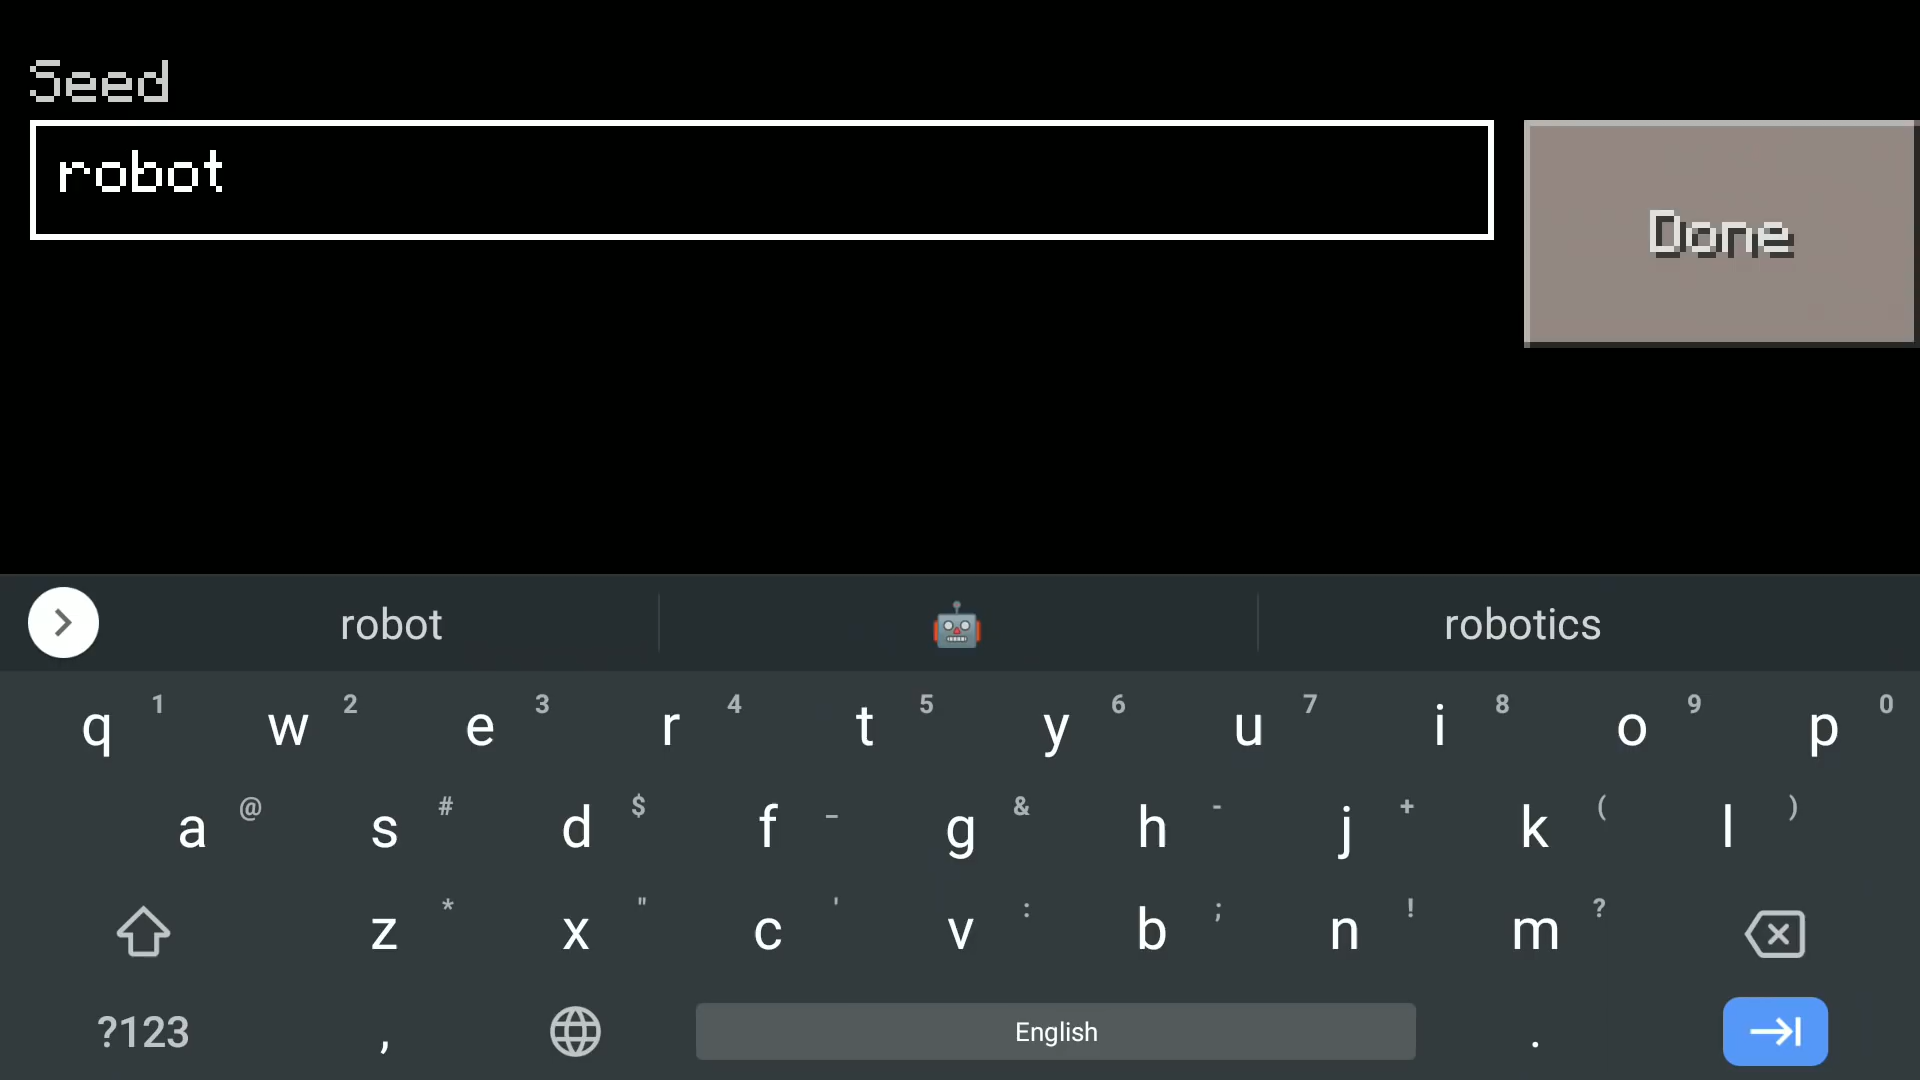 Seed
robot
Done
robot 🤖 robotics
q 1 w 2 e 3 r 4 t 5 y 6 u 7 i 8 o 9 p 0
a @ s # d $ f _ g & h - j + k ( l )
z * x " c ' v : b ; n ! m ?
?123 , English .